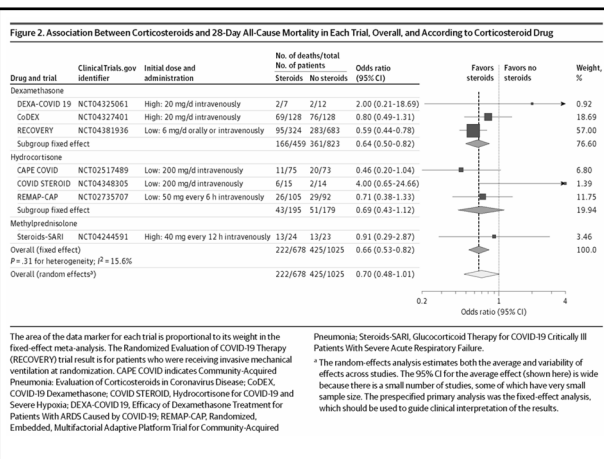 Figure 2. Association Between Corticosteroids and 28-Day All-Cause Mortality in Each Trial, Overall, and According to Corticosteroid Drug
Drug and trial ClinicalTrials.gov identifier Initial dose and administration No. of deaths/total No. of patients Steroids No steroids Odds ratio (95% CI) Favors steroids Favors no steroids Weight, %
Dexamethasone
DEXA-COVID 19 NCT04325061 High: 20 mg/d intravenously 2/7 2/12 2.00 (0.21-18.69) 0.92
CoDEX NCT04327401 High: 20 mg/d intravenously 69/128 76/128 0.80 (0.49-1.31) 18.69
RECOVERY NCT04381936 Low: 6 mg/d orally or intravenously 95/324 283/683 0.59 (0.44-0.78) 57.00
Subgroup fixed effect 166/459 361/823 0.64 (0.50-0.82) 76.60
Hydrocortisone
CAPE COVID NCT02517489 Low: 200 mg/d intravenously 11/75 20/73 0.46 (0.20-1.04) 6.80
COVID STEROID NCT04348305 Low: 200 mg/d intravenously 6/15 2/14 4.00 (0.65-24.66) 1.39
REMAP-CAP NCT02735707 Low: 50 mg every 6 h intravenously 26/105 29/92 0.71 (0.38-1.33) 11.75
Subgroup fixed effect 43/195 51/179 0.69 (0.43-1.12) 19.94
Methylprednisolone
Steroids-SARI NCT04244591 High: 40 mg every 12 h intravenously 13/24 13/23 0.91 (0.29-2.87) 3.46
Overall (fixed effect) 222/678 425/1025 0.66 (0.53-0.82) 100.0
P = .31 for heterogeneity; I² = 15.6%
Overall (random effectsᵃ) 222/678 425/1025 0.70 (0.48-1.01)
0.2 1 4
Odds ratio (95% CI)
The area of the data marker for each trial is proportional to its weight in the
fixed-effect meta-analysis. The Randomized Evaluation of COVID-19 Therapy
(RECOVERY) trial result is for patients who were receiving invasive mechanical
ventilation at randomization. CAPE COVID indicates Community-Acquired
Pneumonia: Evaluation of Corticosteroids in Coronavirus Disease; CoDEX,
COVID-19 Dexamethasone; COVID STEROID, Hydrocortisone for COVID-19 and
Severe Hypoxia; DEXA-COVID 19, Efficacy of Dexamethasone Treatment for
Patients With ARDS Caused by COVID-19; REMAP-CAP, Randomized,
Embedded, Multifactorial Adaptive Platform Trial for Community-Acquired
Pneumonia; Steroids-SARI, Glucocorticoid Therapy for COVID-19 Critically Ill
Patients With Severe Acute Respiratory Failure.
ᵃ The random-effects analysis estimates both the average and variability of
effects across studies. The 95% CI for the average effect (shown here) is wide
because there is a small number of studies, some of which have very small
sample size. The prespecified primary analysis was the fixed-effect analysis,
which should be used to guide clinical interpretation of the results.